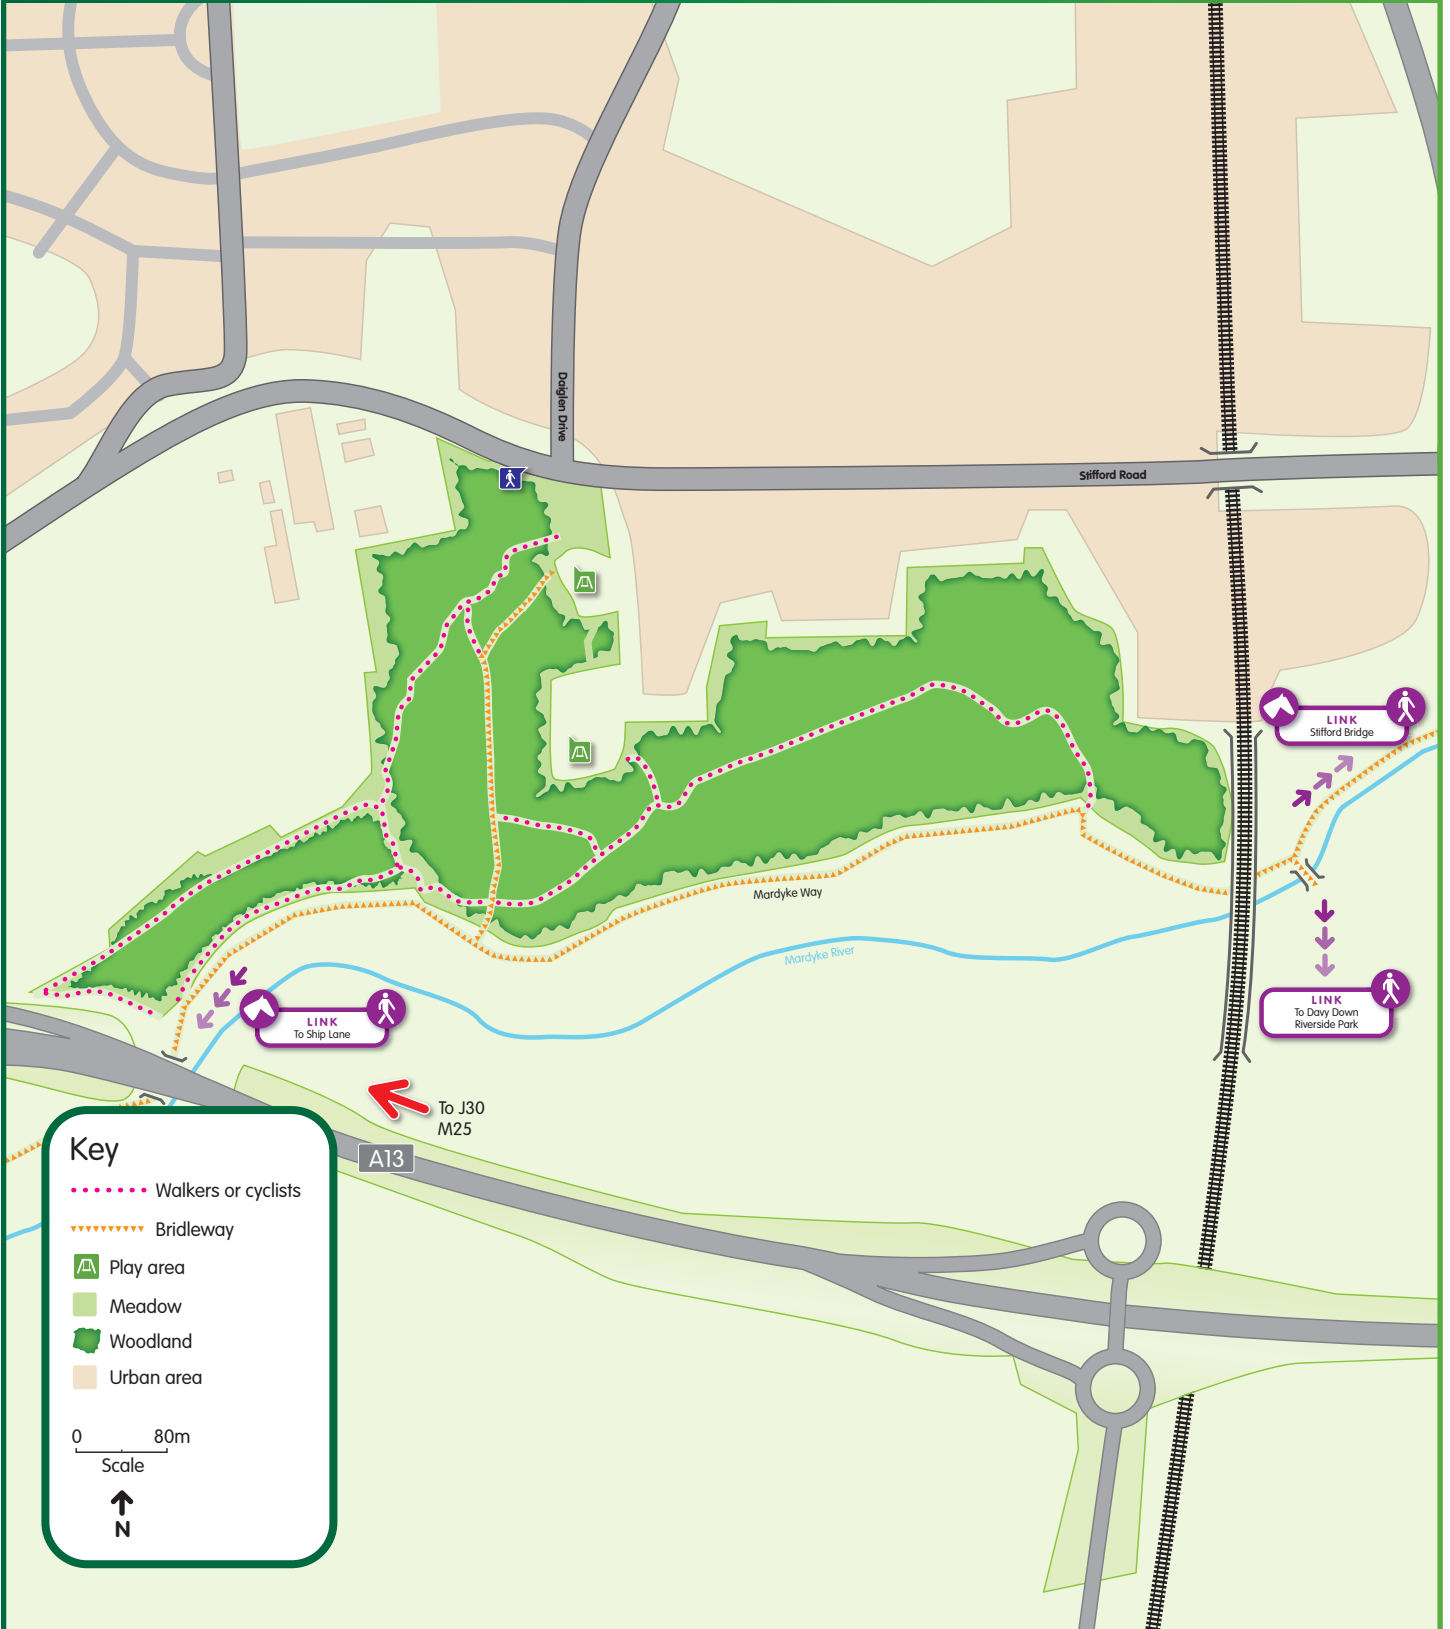 Daiglen Drive
Stifford Road
LINK
Stifford Bridge
Mardyke Way
Mardyke River
LINK
To Davy Down
Riverside Park
LINK
To Ship Lane
To J30
M25
A13
Key
Walkers or cyclists
Bridleway
Play area
Meadow
Woodland
Urban area
0 80m
Scale
N